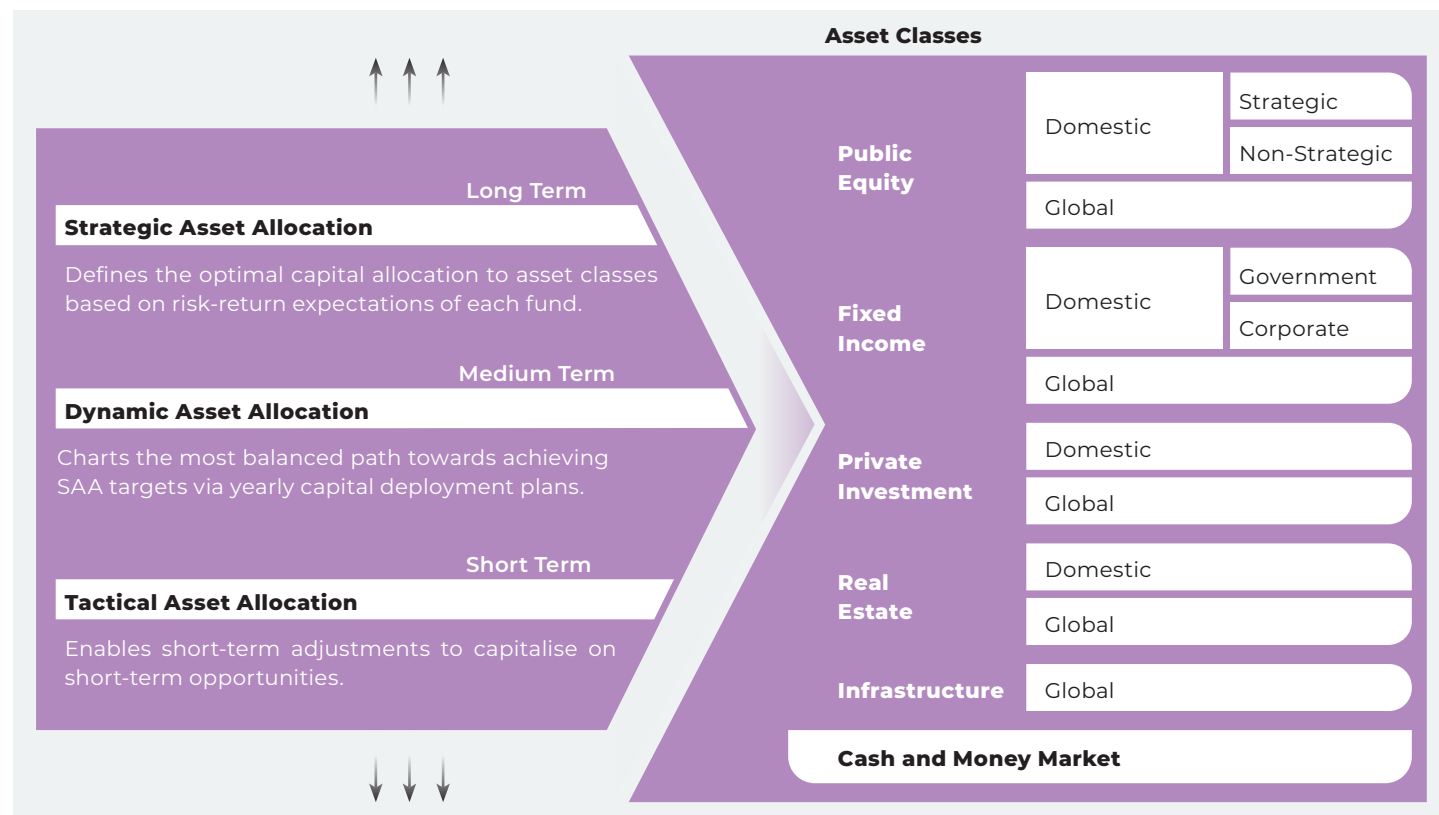 Asset Classes
Long Term
Strategic Asset Allocation
Defines the optimal capital allocation to asset classes
based on risk-return expectations of each fund.
Medium Term
Dynamic Asset Allocation
Charts the most balanced path towards achieving
SAA targets via yearly capital deployment plans.
Short Term
Tactical Asset Allocation
Enables short-term adjustments to capitalise on
short-term opportunities.
Public
Equity
Domestic
Strategic
Non-Strategic
Global
Fixed
Income
Domestic
Government
Corporate
Global
Private
Investment
Domestic
Global
Real
Estate
Domestic
Global
Infrastructure
Global
Cash and Money Market